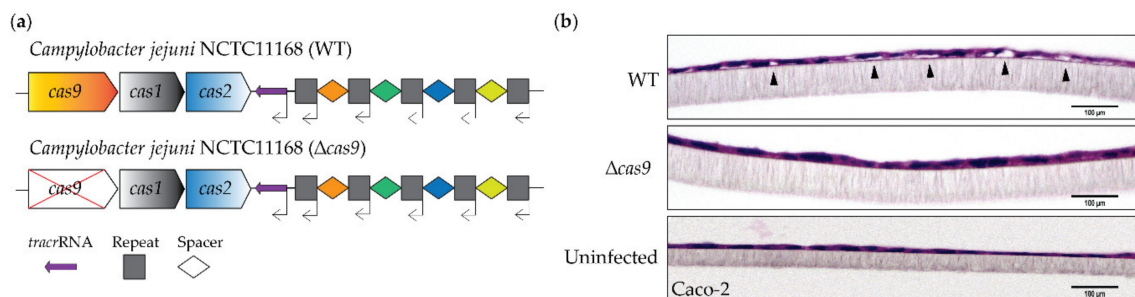 (a)
Campylobacter jejuni NCTC11168 (WT)
cas9 cas1 cas2
Campylobacter jejuni NCTC11168 (Δcas9)
cas9 cas1 cas2
tracrRNA Repeat Spacer
(b)
WT
100 µm
Δcas9
100 µm
Uninfected
Caco-2
100 µm